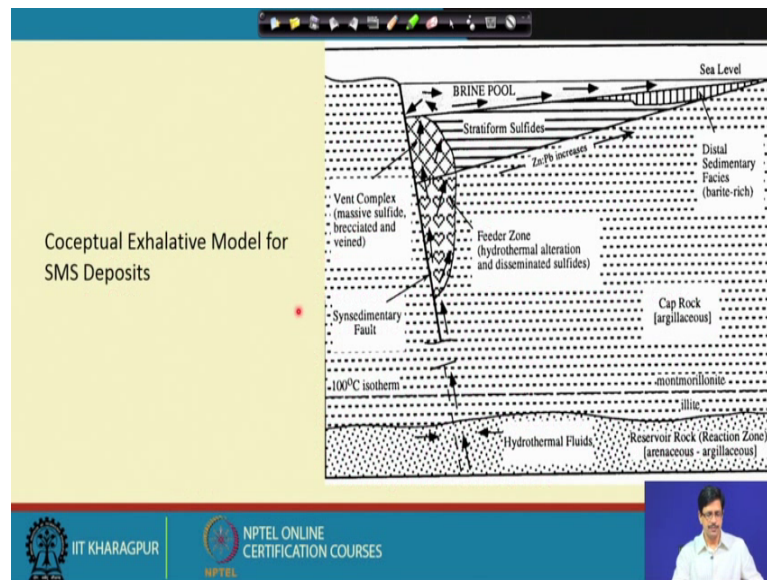 Coceptual Exhalative Model for
SMS Deposits
Sea Level
BRINE POOL
Stratiform Sulfides
Zn:Pb increases
Distal
Sedimentary
Facies
(barite-rich)
Vent Complex
(massive sulfide,
brecciated and
veined)
Feeder Zone
(hydrothermal alteration
and disseminated sulfides)
Synsedimentary
Fault
Cap Rock
[argillaceous]
100⁰C isotherm
montmorillonite
illite
Hydrothermal Fluids
Reservoir Rock (Reaction Zone)
[arenaceous - argillaceous]
IIT KHARAGPUR
NPTEL
NPTEL ONLINE
CERTIFICATION COURSES